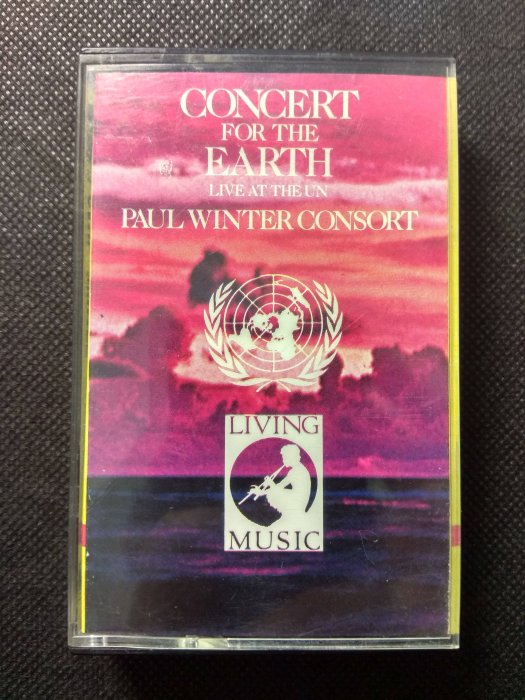 CONCERT
FOR THE
EARTH
LIVE AT THE UN
PAUL WINTER CONSORT
LIVING
MUSIC